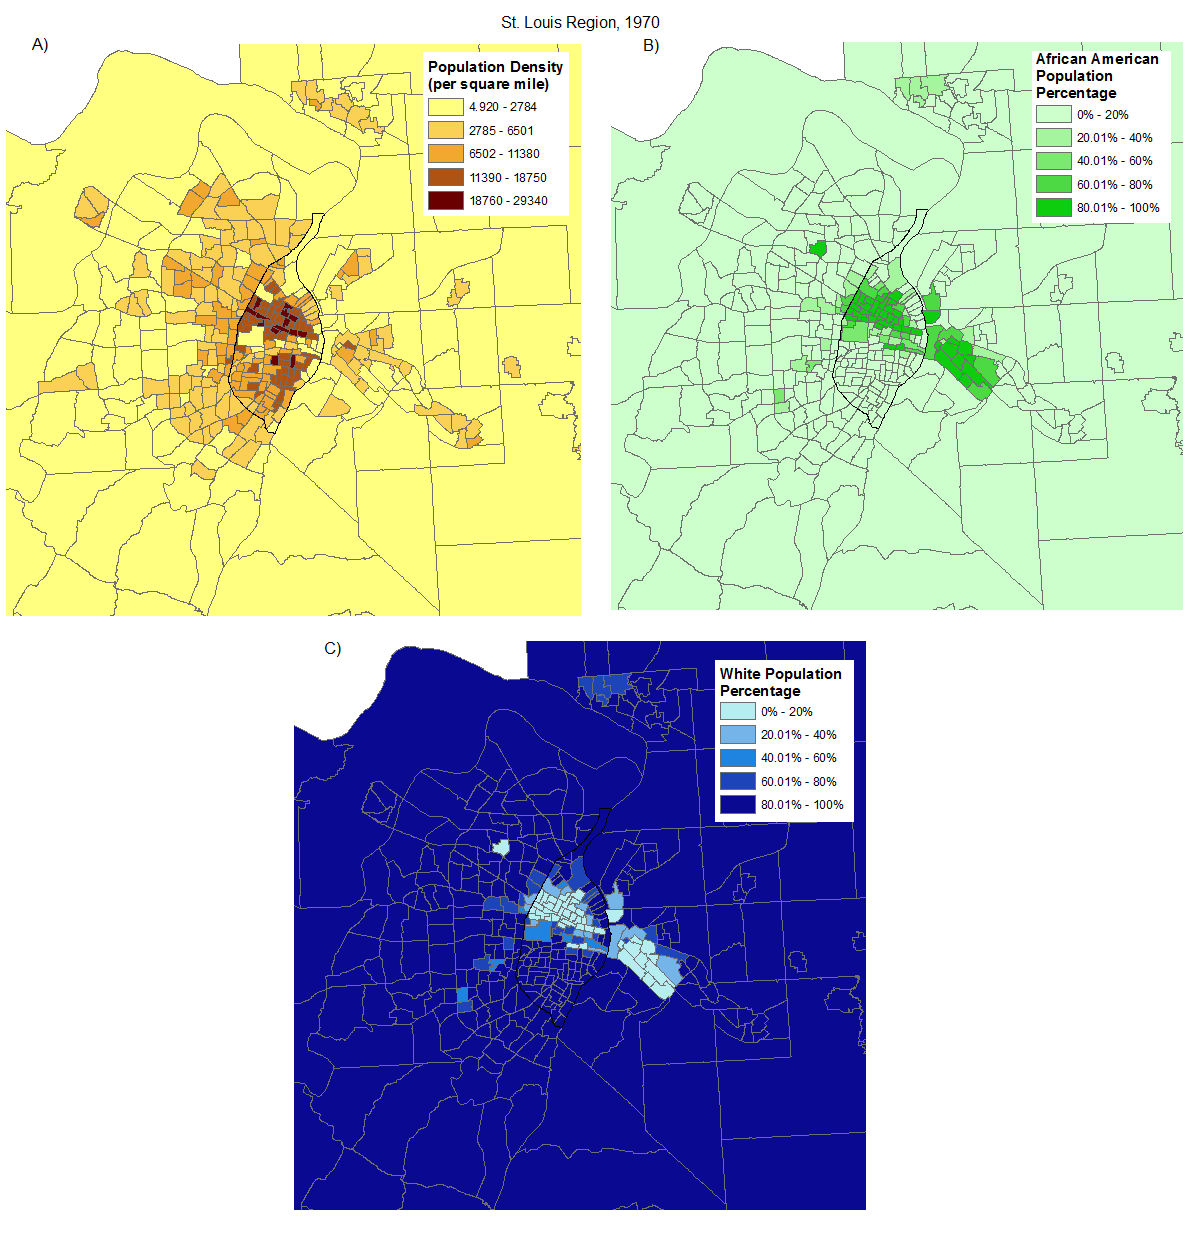 St. Louis Region, 1970
A)
Population Density
(per square mile)
4.920 - 2784
2785 - 6501
6502 - 11380
11390 - 18750
18760 - 29340
B)
African American
Population
Percentage
0% - 20%
20.01% - 40%
40.01% - 60%
60.01% - 80%
80.01% - 100%
C)
White Population
Percentage
0% - 20%
20.01% - 40%
40.01% - 60%
60.01% - 80%
80.01% - 100%